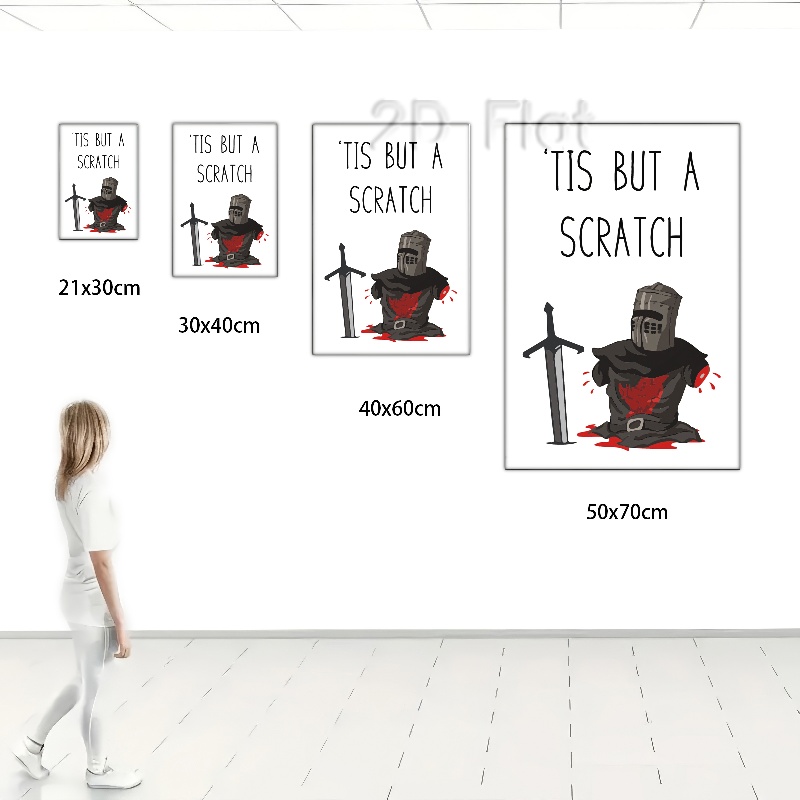 2D Flat
'TIS BUT A
SCRATCH
21x30cm
'TIS BUT A
SCRATCH
30x40cm
'TIS BUT A
SCRATCH
40x60cm
'TIS BUT A
SCRATCH
50x70cm